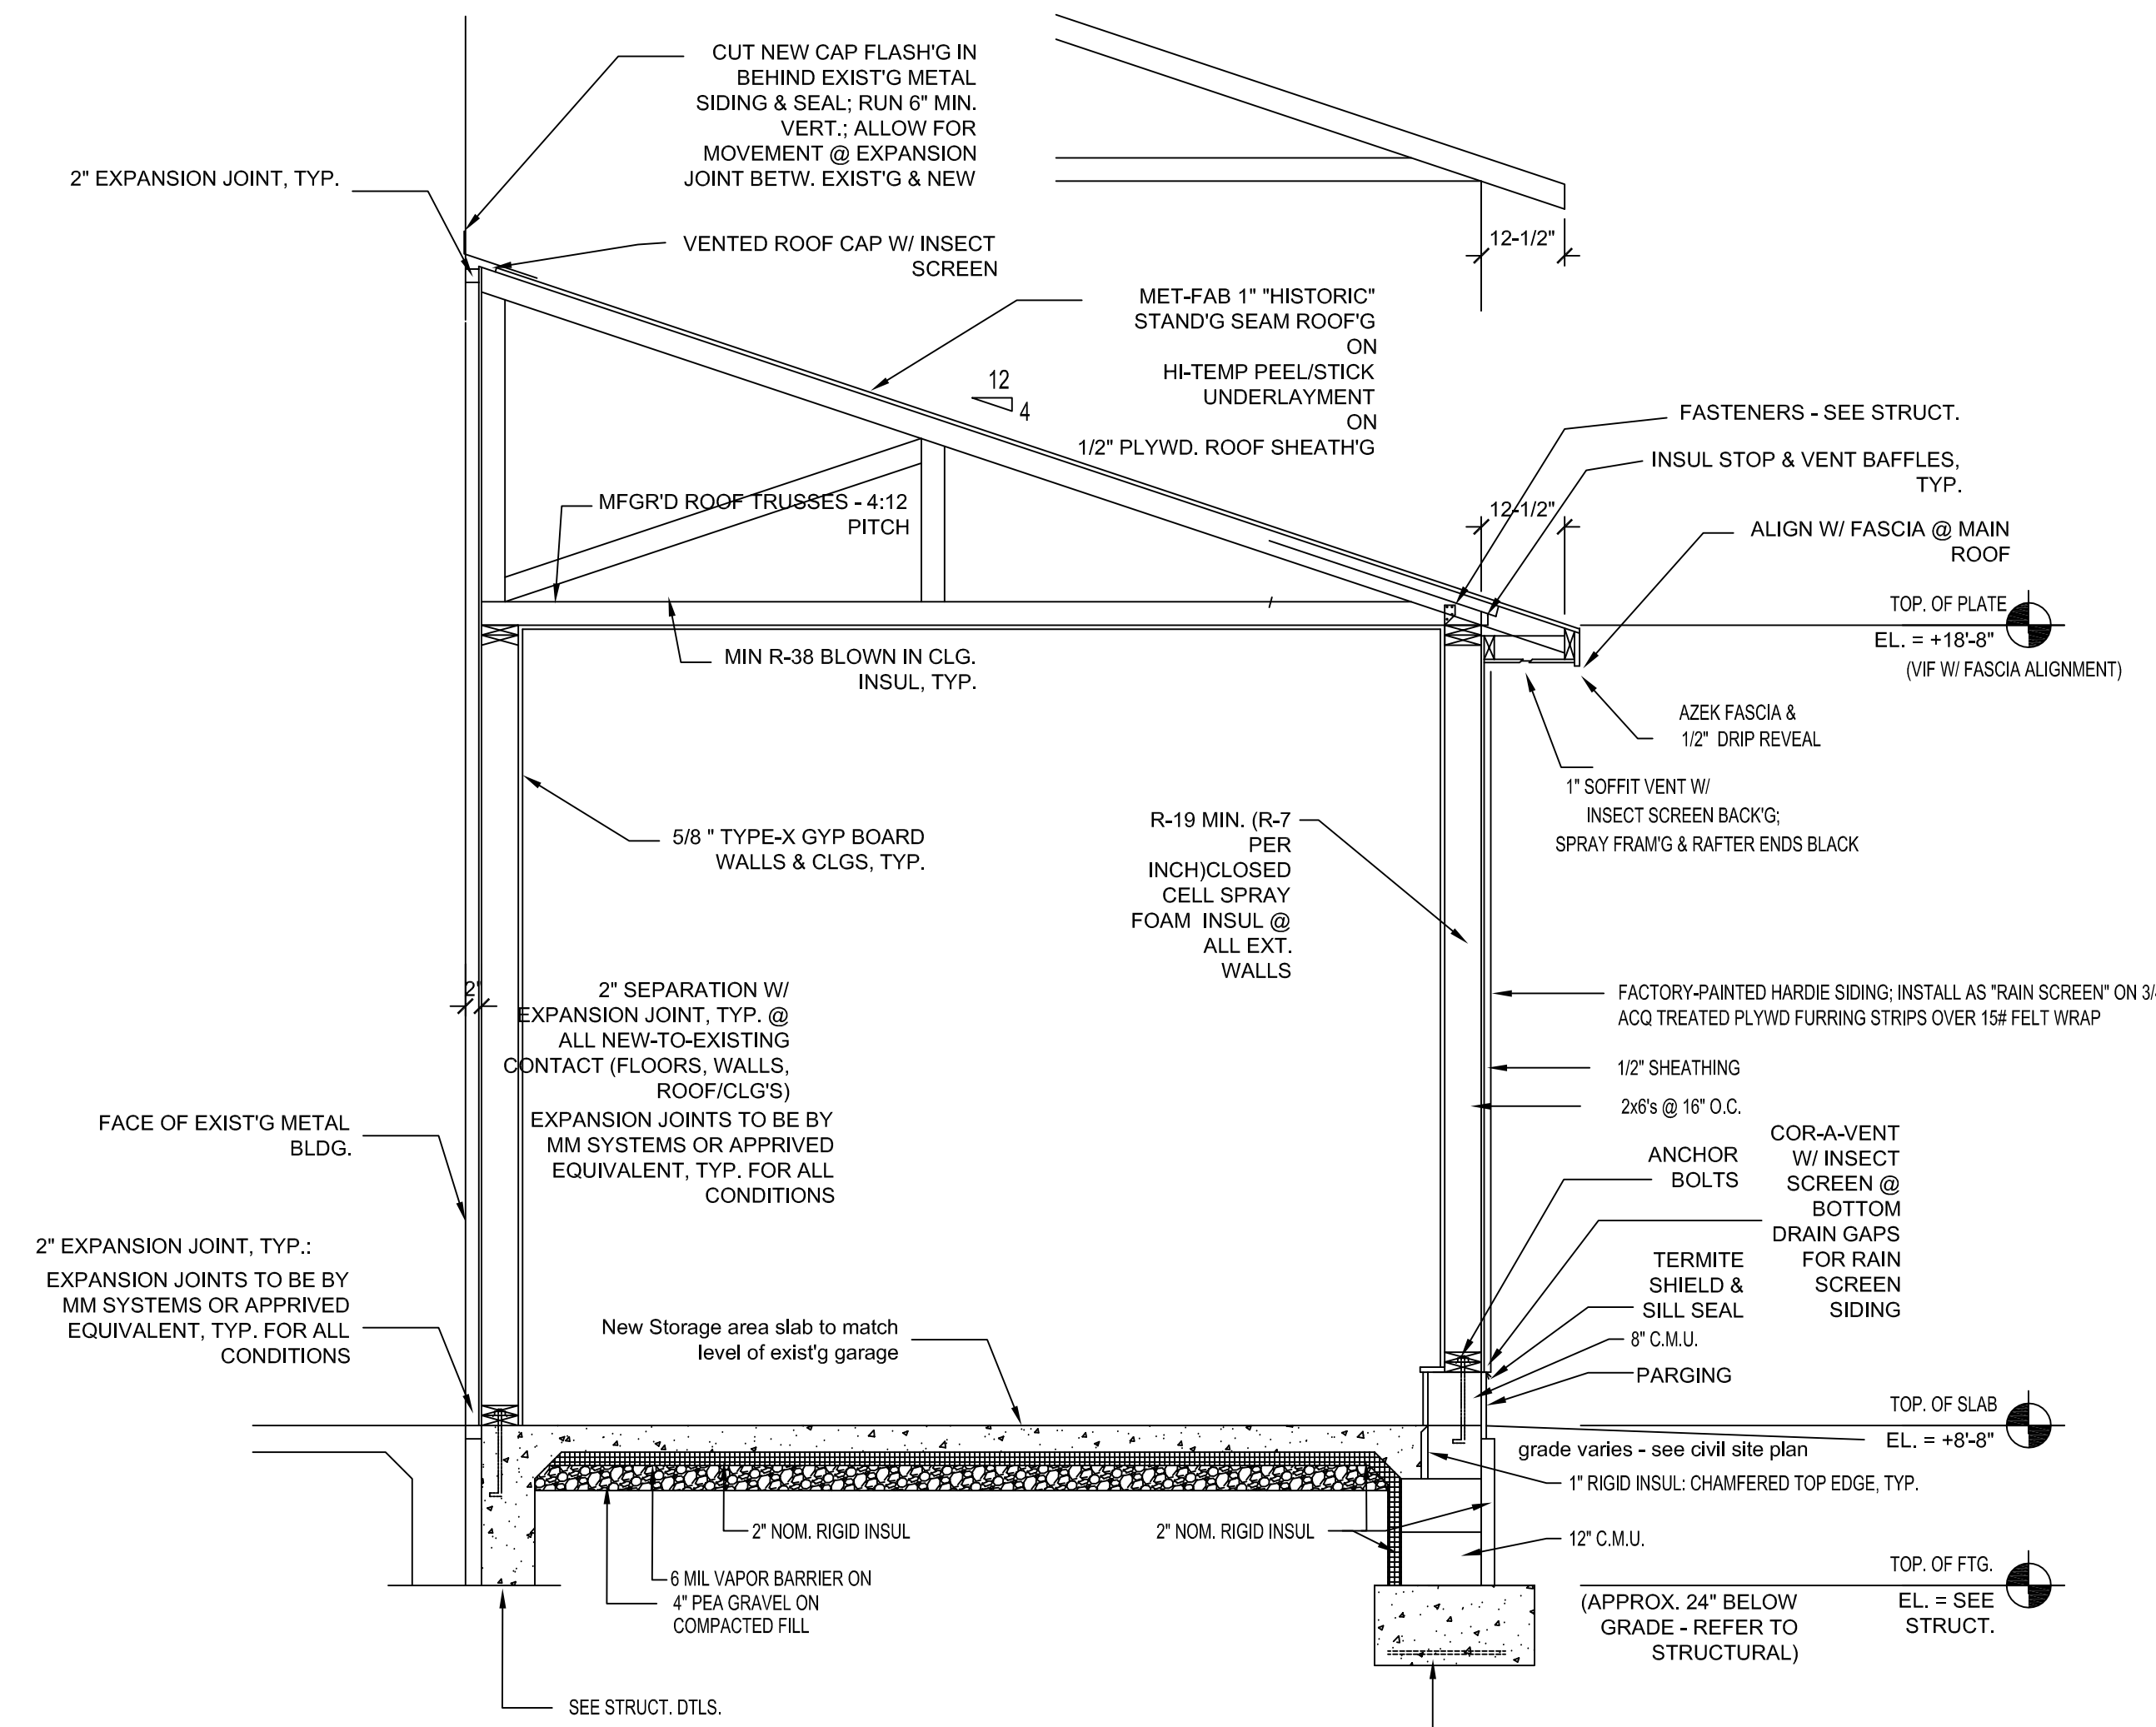 CUT NEW CAP FLASH'G IN
BEHIND EXIST'G METAL
SIDING & SEAL; RUN 6" MIN.
VERT.; ALLOW FOR
MOVEMENT @ EXPANSION
JOINT BETW. EXIST'G & NEW
2" EXPANSION JOINT, TYP.
VENTED ROOF CAP W/ INSECT
SCREEN
12-1/2"
MET-FAB 1" "HISTORIC"
STAND'G SEAM ROOF'G
ON
HI-TEMP PEEL/STICK
UNDERLAYMENT
ON
1/2" PLYWD. ROOF SHEATH'G
12
4
FASTENERS - SEE STRUCT.
INSUL STOP & VENT BAFFLES,
TYP.
12-1/2"
ALIGN W/ FASCIA @ MAIN
ROOF
MFGR'D ROOF TRUSSES - 4:12
PITCH
TOP. OF PLATE
EL. = +18'-8"
(VIF W/ FASCIA ALIGNMENT)
MIN R-38 BLOWN IN CLG.
INSUL, TYP.
AZEK FASCIA &
1/2" DRIP REVEAL
1" SOFFIT VENT W/
INSECT SCREEN BACK'G;
SPRAY FRAM'G & RAFTER ENDS BLACK
5/8 " TYPE-X GYP BOARD
WALLS & CLGS, TYP.
R-19 MIN. (R-7
PER
INCH)CLOSED
CELL SPRAY
FOAM INSUL @
ALL EXT.
WALLS
2"
2" SEPARATION W/
EXPANSION JOINT, TYP. @
ALL NEW-TO-EXISTING
CONTACT (FLOORS, WALLS,
ROOF/CLG'S)
EXPANSION JOINTS TO BE BY
MM SYSTEMS OR APPRIVED
EQUIVALENT, TYP. FOR ALL
CONDITIONS
FACTORY-PAINTED HARDIE SIDING; INSTALL AS "RAIN SCREEN" ON 3/
ACQ TREATED PLYWD FURRING STRIPS OVER 15# FELT WRAP
1/2" SHEATHING
2x6's @ 16" O.C.
FACE OF EXIST'G METAL
BLDG.
ANCHOR
BOLTS
COR-A-VENT
W/ INSECT
SCREEN @
BOTTOM
DRAIN GAPS
FOR RAIN
SCREEN
SIDING
2" EXPANSION JOINT, TYP.:
EXPANSION JOINTS TO BE BY
MM SYSTEMS OR APPRIVED
EQUIVALENT, TYP. FOR ALL
CONDITIONS
TERMITE
SHIELD &
SILL SEAL
New Storage area slab to match
level of exist'g garage
8" C.M.U.
PARGING
TOP. OF SLAB
EL. = +8'-8"
grade varies - see civil site plan
1" RIGID INSUL: CHAMFERED TOP EDGE, TYP.
2" NOM. RIGID INSUL
2" NOM. RIGID INSUL
12" C.M.U.
6 MIL VAPOR BARRIER ON
4" PEA GRAVEL ON
COMPACTED FILL
TOP. OF FTG.
EL. = SEE
STRUCT.
(APPROX. 24" BELOW
GRADE - REFER TO
STRUCTURAL)
SEE STRUCT. DTLS.